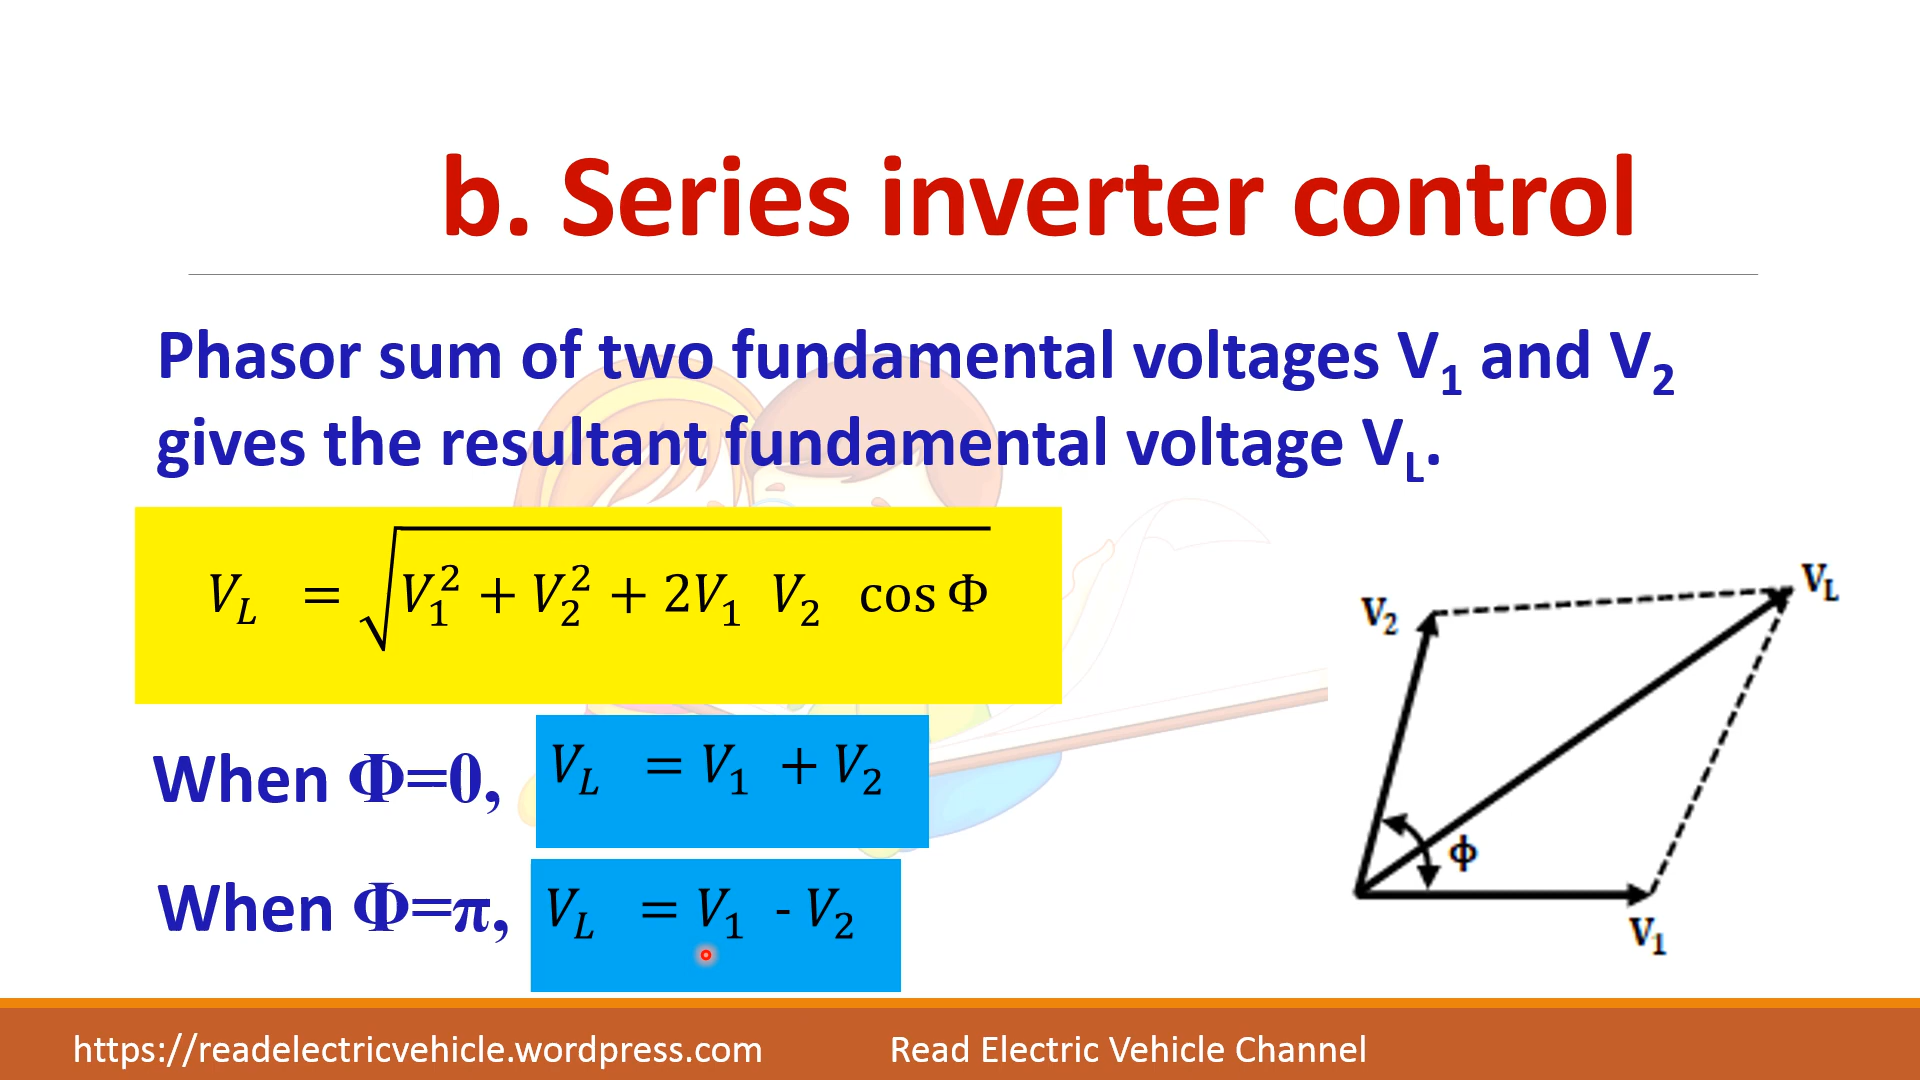 b. Series inverter control
Phasor sum of two fundamental voltages V₁ and V₂
gives the resultant fundamental voltage V_L.
V_L = √(V₁² + V₂² + 2V₁ V₂ cos Φ)
When Φ=0, V_L = V₁ + V₂
When Φ=π, V_L = V₁ - V₂
V₂
V_L
ϕ
V₁
https://readelectricvehicle.wordpress.com Read Electric Vehicle Channel